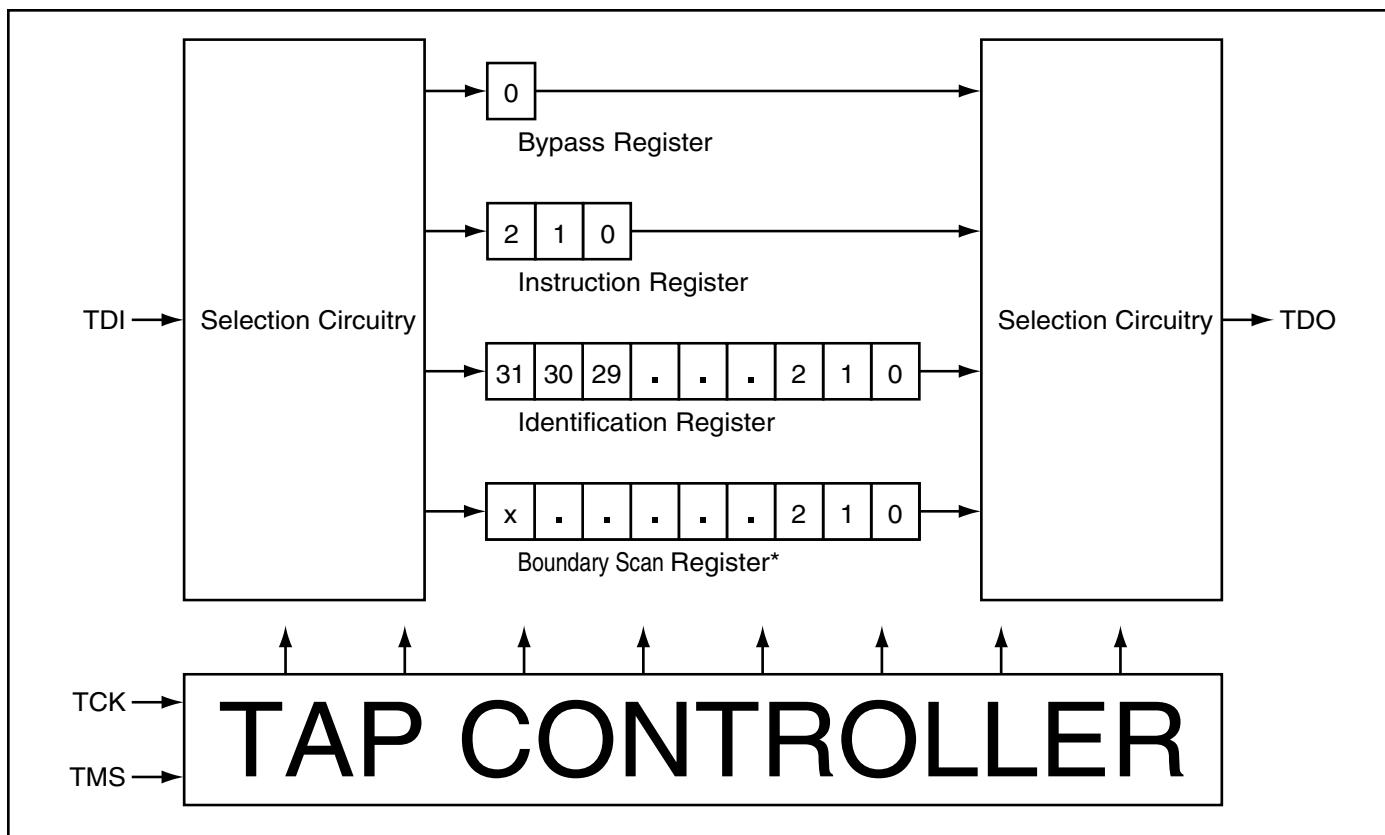 0
Bypass Register
2 1 0
Instruction Register
TDI
Selection Circuitry
Selection Circuitry
TDO
31 30 29 . . . 2 1 0
Identification Register
x . . . . . 2 1 0
Boundary Scan Register*
TCK
TMS
TAP CONTROLLER